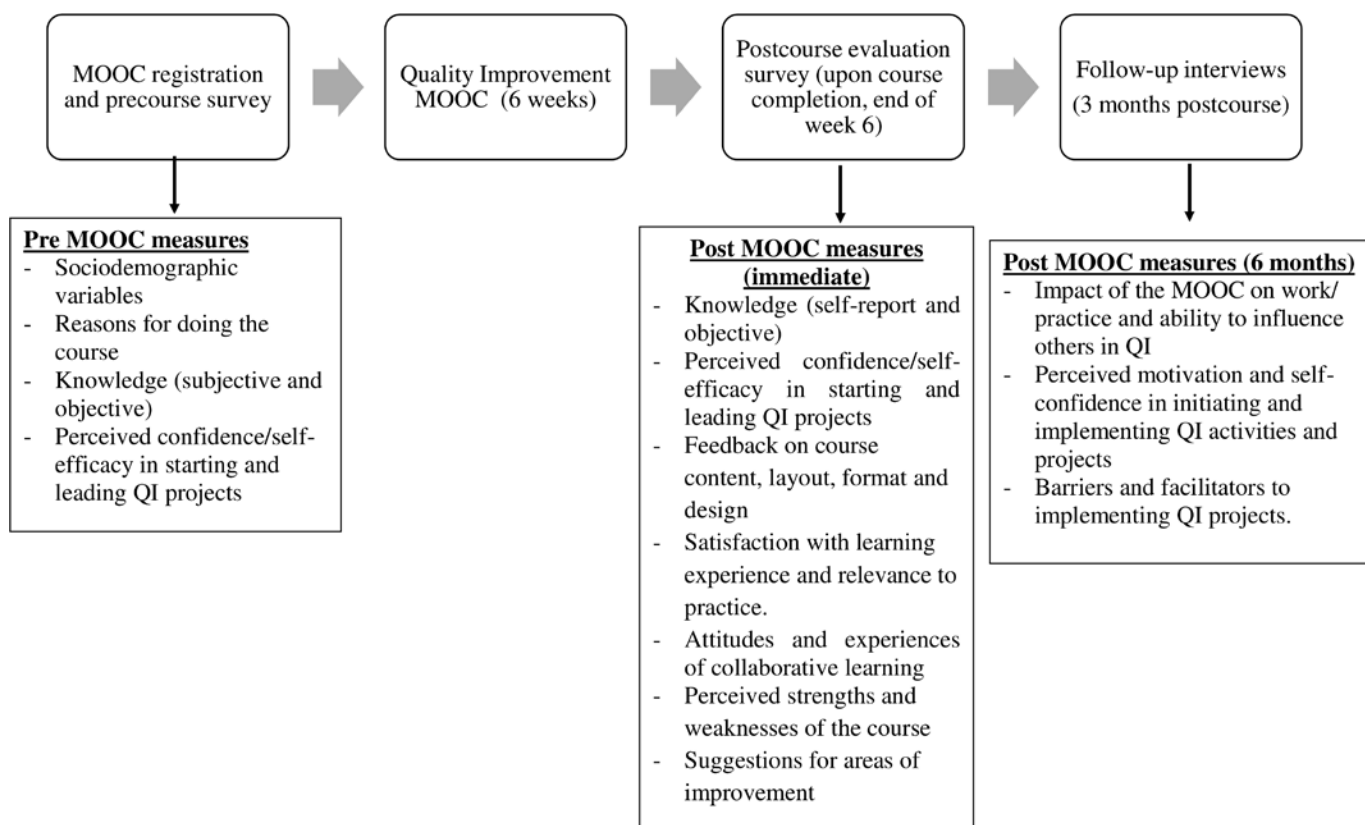 MOOC registration
and precourse survey
Quality Improvement
MOOC (6 weeks)
Postcourse evaluation
survey (upon course
completion, end of
week 6)
Follow-up interviews
(3 months postcourse)
Pre MOOC measures
- Sociodemographic
variables
- Reasons for doing the
course
- Knowledge (subjective and
objective)
- Perceived confidence/self-
efficacy in starting and
leading QI projects
Post MOOC measures
(immediate)
- Knowledge (self-report and
objective)
- Perceived confidence/self-
efficacy in starting and
leading QI projects
- Feedback on course
content, layout, format and
design
- Satisfaction with learning
experience and relevance to
practice.
- Attitudes and experiences
of collaborative learning
- Perceived strengths and
weaknesses of the course
- Suggestions for areas of
improvement
Post MOOC measures (6 months)
- Impact of the MOOC on work/
practice and ability to influence
others in QI
- Perceived motivation and self-
confidence in initiating and
implementing QI activities and
projects
- Barriers and facilitators to
implementing QI projects.